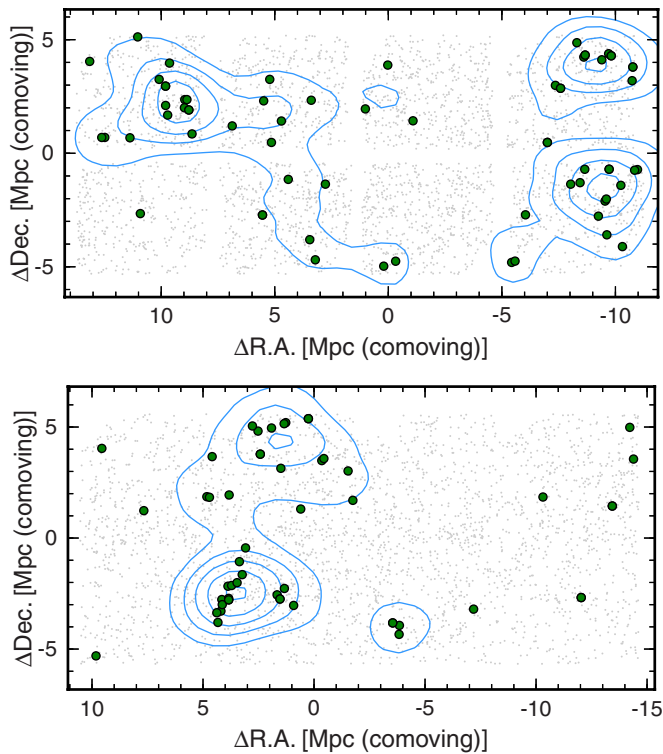 5
0
-5
ΔDec. [Mpc (comoving)]
10 5 0 -5 -10
ΔR.A. [Mpc (comoving)]
5
0
-5
ΔDec. [Mpc (comoving)]
10 5 0 -5 -10 -15
ΔR.A. [Mpc (comoving)]